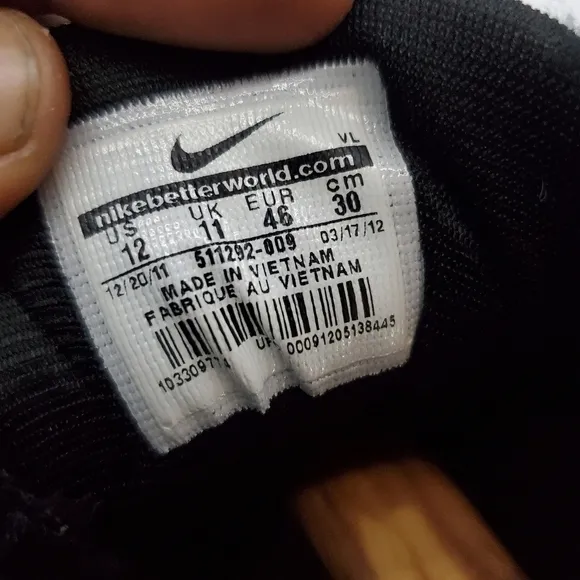 VL
nikebetterworld.com
US UK EUR cm
12 11 46 30
12/20/11 511292-009 03/17/12
MADE IN VIETNAM
FABRIQUE AU VIETNAM
00091205138445